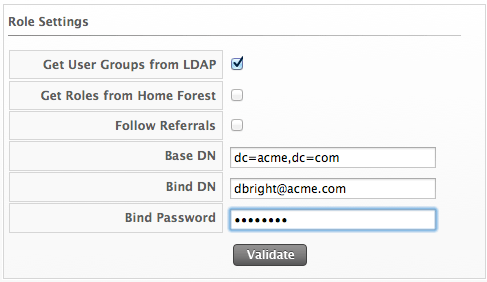 Role Settings
Get User Groups from LDAP
Get Roles from Home Forest
Follow Referrals
Base DN dc=acme,dc=com
Bind DN dbright@acme.com
Bind Password ••••••••
Validate